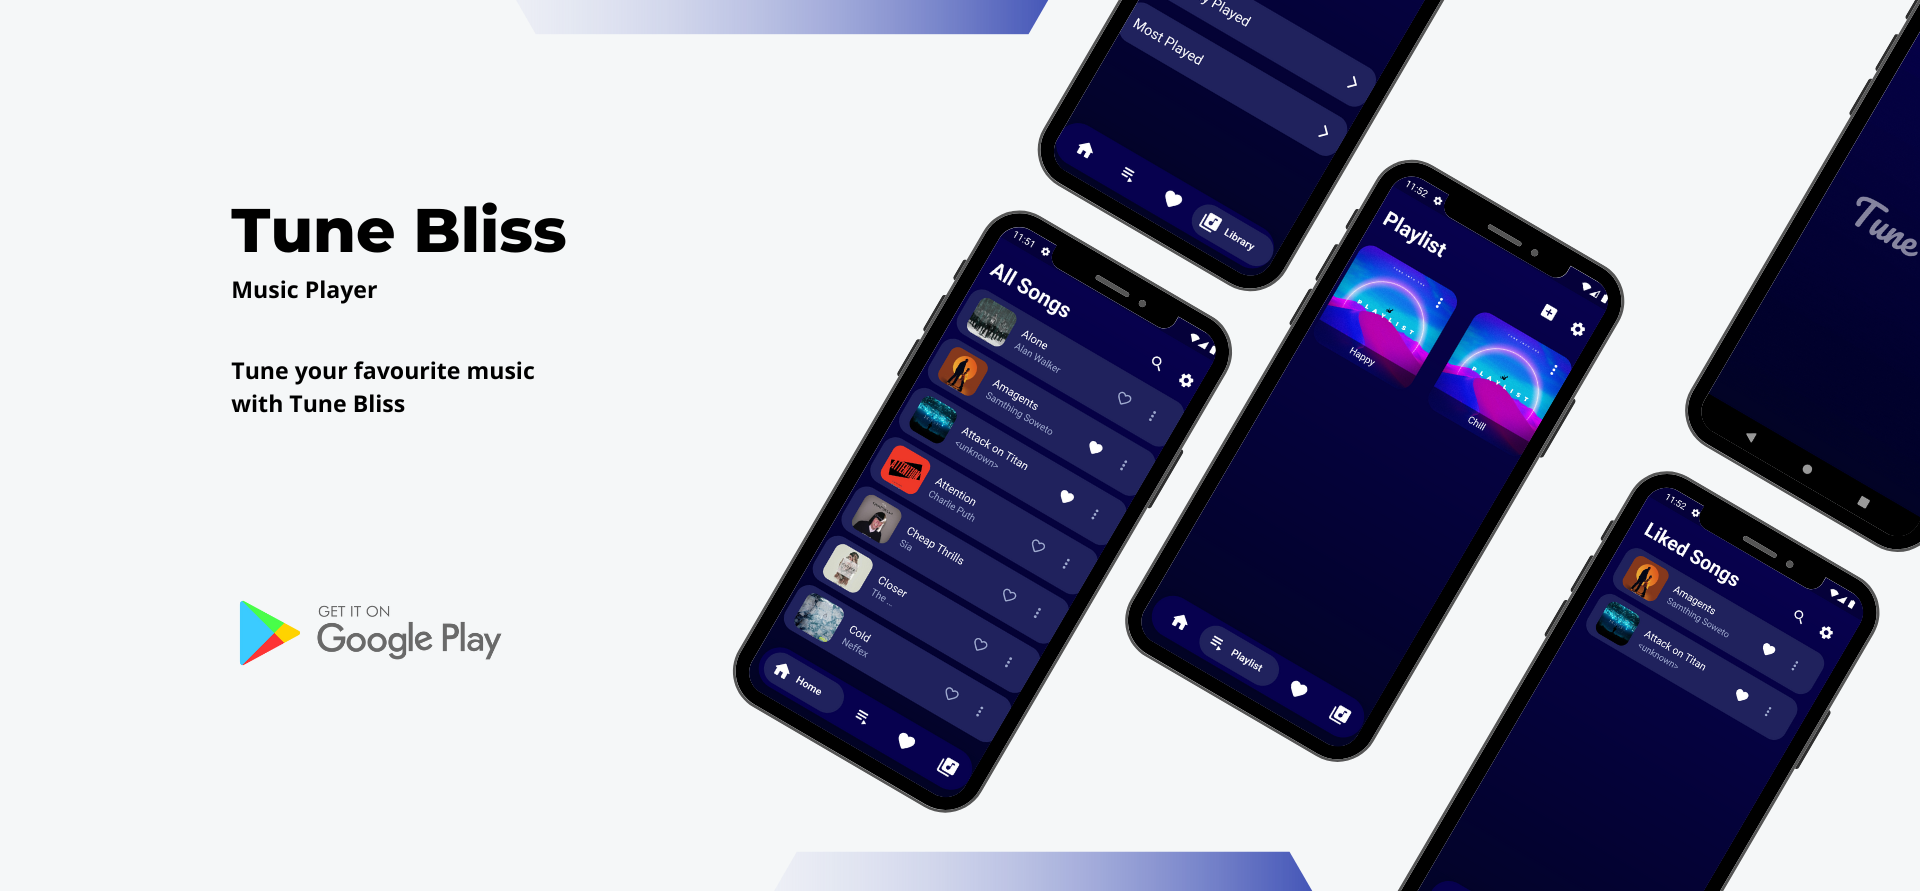 Tune Bliss
Music Player
Tune your favourite music
with Tune Bliss
GET IT ON
Google Play
Played
Most Played
Library
11:51
All Songs
Alone
Alan Walker
Amagents
Samthing Soweto
Attack on Titan
<unknown>
ATTENTION
Attention
Charlie Puth
Cheap Thrills
Sia
Closer
The ...
Cold
Neffex
Home
11:52
Playlist
PLAYLIST
Happy
PLAYLIST
Chill
Playlist
Tune
11:52
Liked Songs
Amagents
Samthing Soweto
Attack on Titan
<unknown>